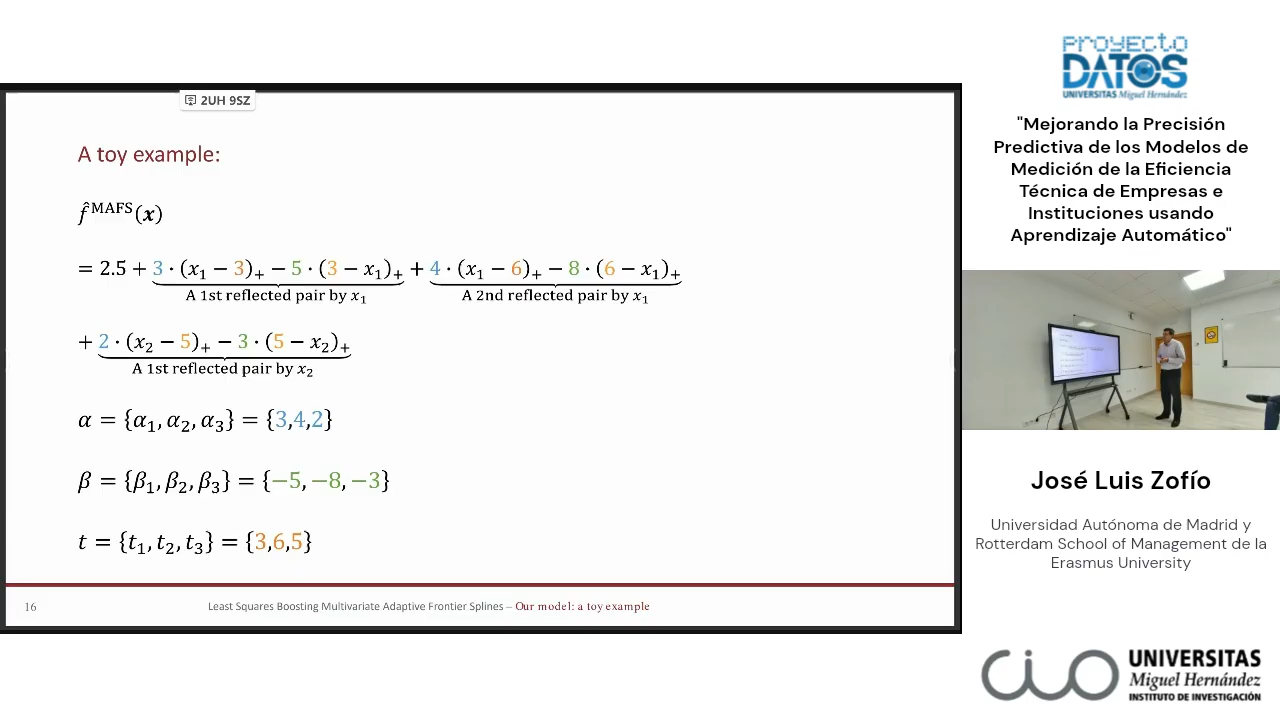 2UH 9SZ
A toy example:
f̂^MAFS(x)
= 2.5 + 3 · (x₁ − 3)₊ − 5 · (3 − x₁)₊ + 4 · (x₁ − 6)₊ − 8 · (6 − x₁)₊
A 1st reflected pair by x₁ A 2nd reflected pair by x₁
+ 2 · (x₂ − 5)₊ − 3 · (5 − x₂)₊
A 1st reflected pair by x₂
α = {α₁, α₂, α₃} = {3,4,2}
β = {β₁, β₂, β₃} = {−5, −8, −3}
t = {t₁, t₂, t₃} = {3,6,5}
16
Least Squares Boosting Multivariate Adaptive Frontier Splines – Our model: a toy example
PROYECTO
DATOS
UNIVERSITAS Miguel Hernández
"Mejorando la Precisión
Predictiva de los Modelos de
Medición de la Eficiencia
Técnica de Empresas e
Instituciones usando
Aprendizaje Automático"
José Luis Zofío
Universidad Autónoma de Madrid y
Rotterdam School of Management de la
Erasmus University
CIO
UNIVERSITAS
Miguel Hernández
INSTITUTO DE INVESTIGACIÓN